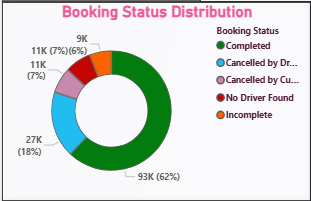 Booking Status Distribution
Booking Status
Completed
Cancelled by Dr...
Cancelled by Cu...
No Driver Found
Incomplete
9K
(6%)
11K (7%)
11K
(7%)
27K
(18%)
93K (62%)